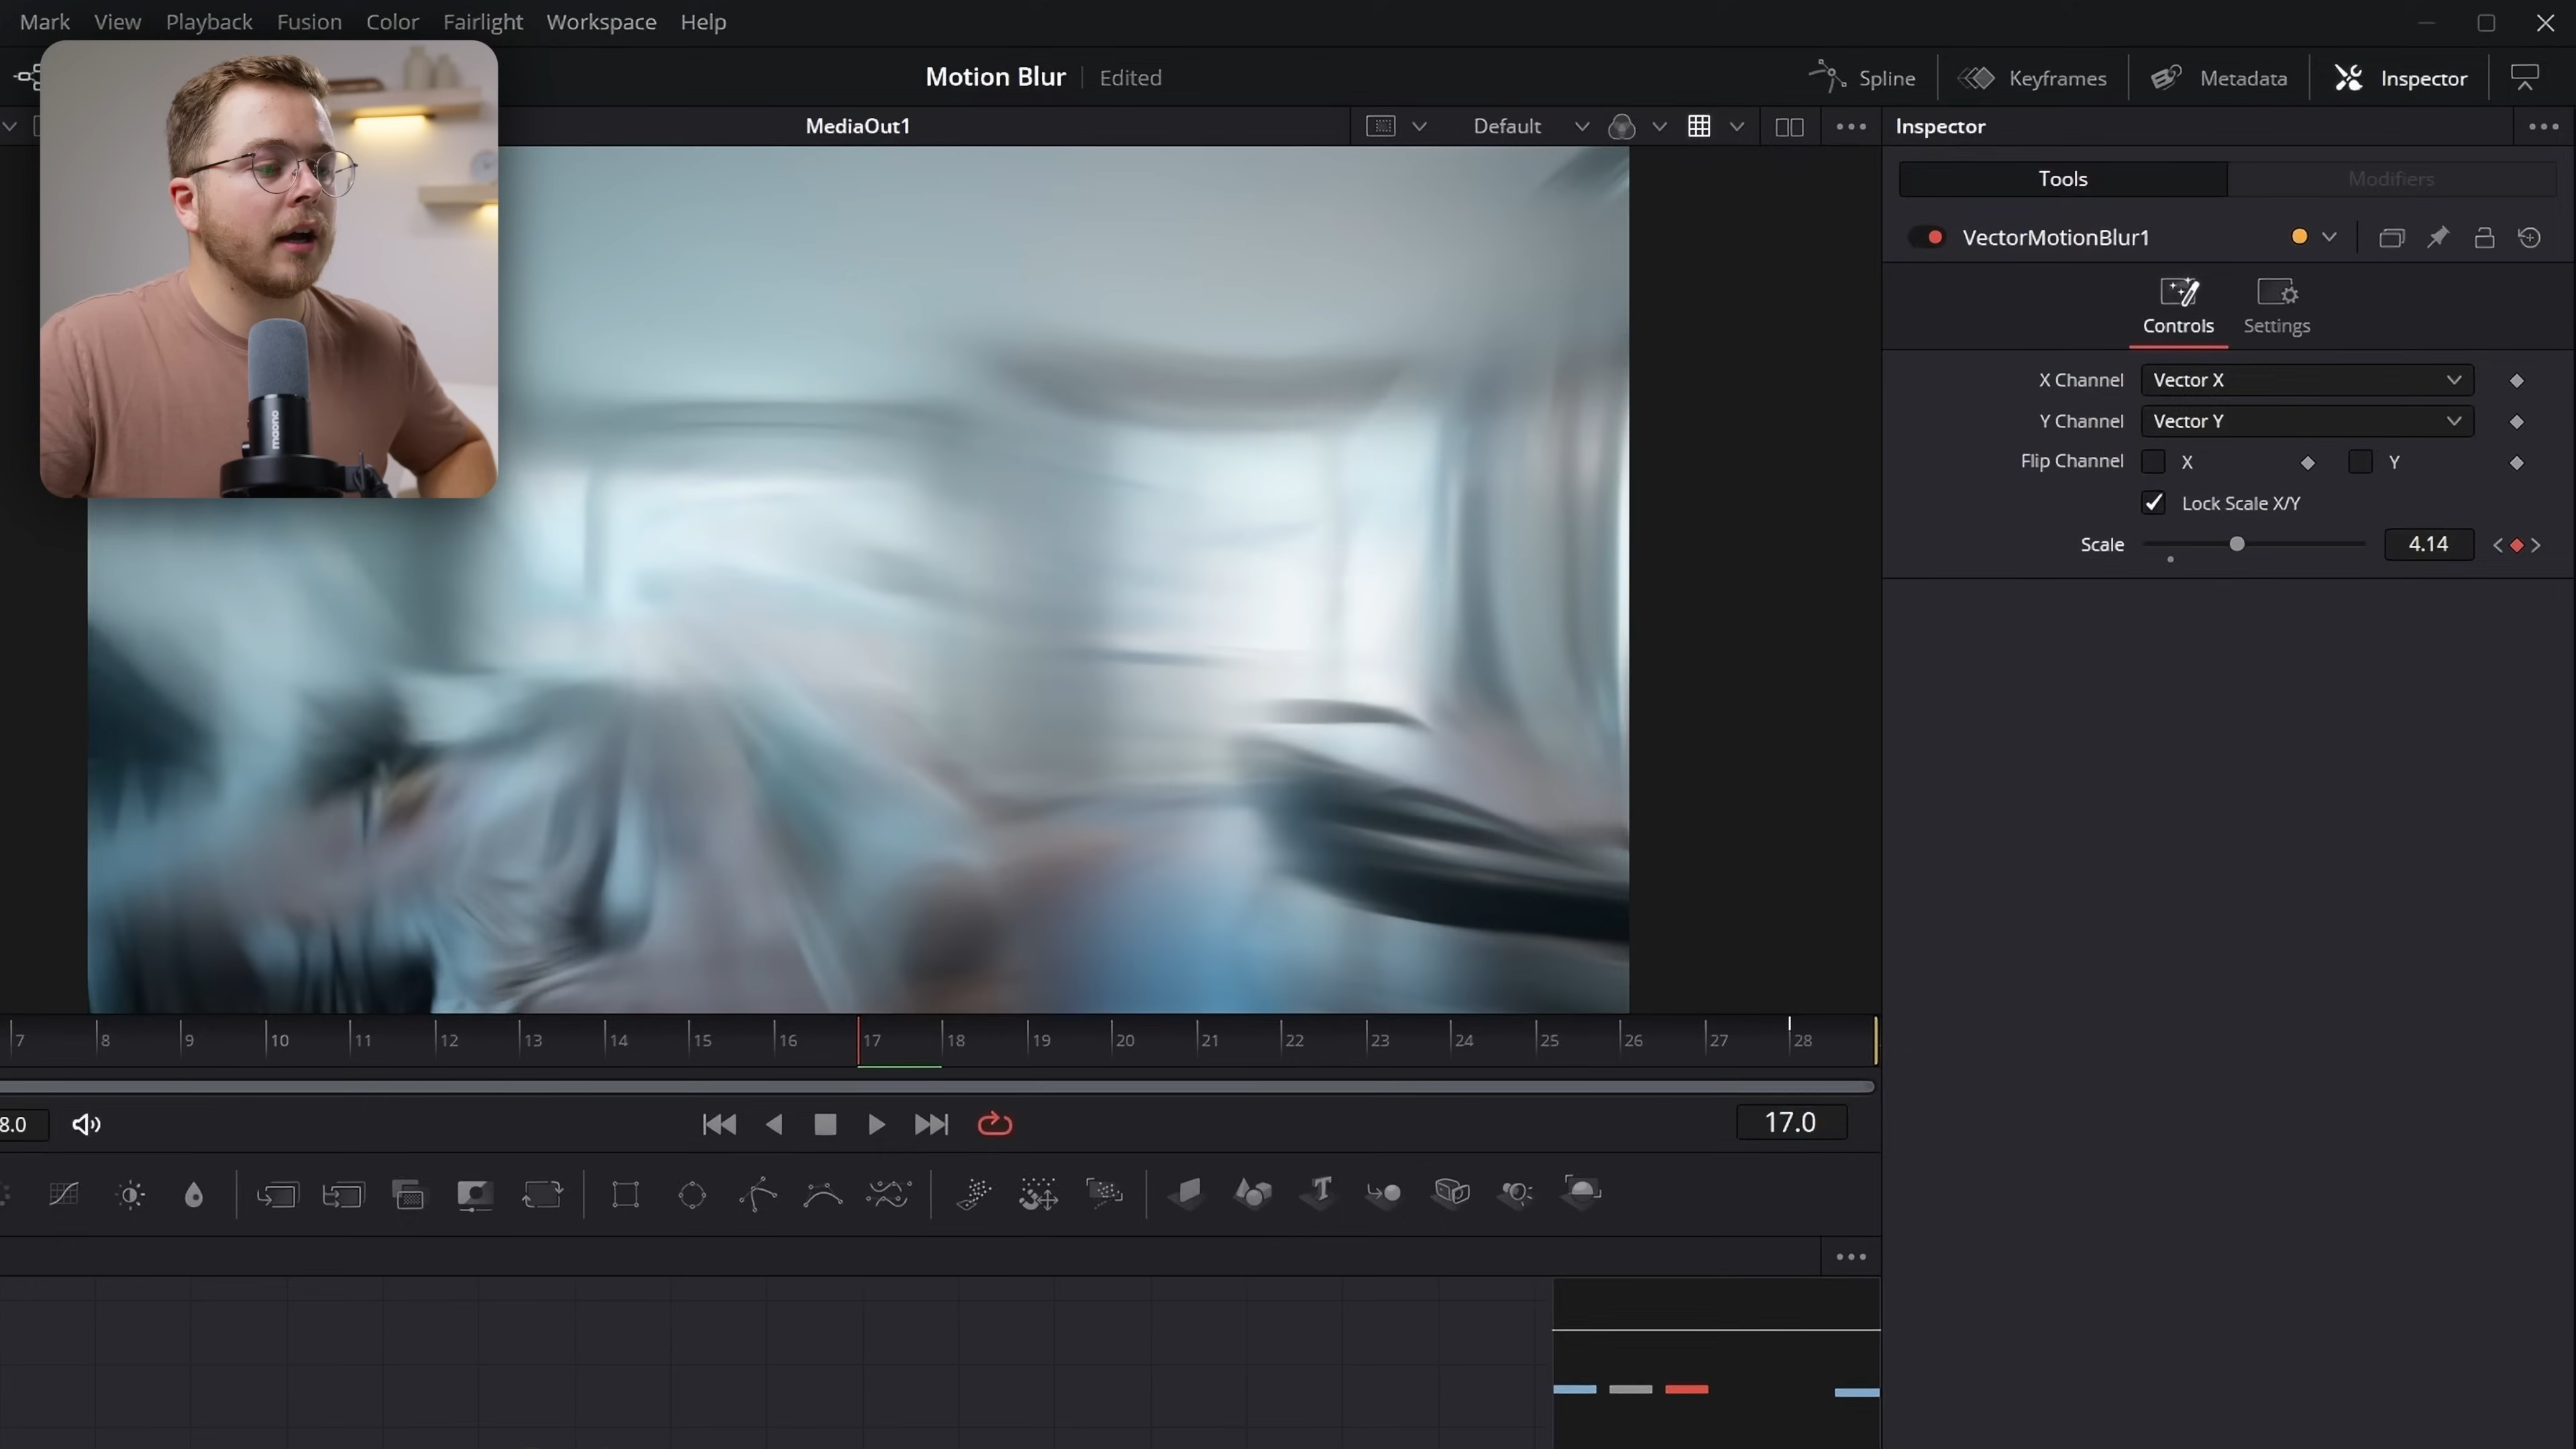 Mark View Playback Fusion Color Fairlight Workspace Help
Motion Blur Edited Spline Keyframes Metadata Inspector
MediaOut1 Default Inspector
Tools Modifiers
VectorMotionBlur1
Controls Settings
X Channel Vector X
Y Channel Vector Y
Flip Channel X Y
Lock Scale X/Y
Scale 4.14
maono
7 8 9 10 11 12 13 14 15 16 17 18 19 20 21 22 23 24 25 26 27 28
8.0 17.0